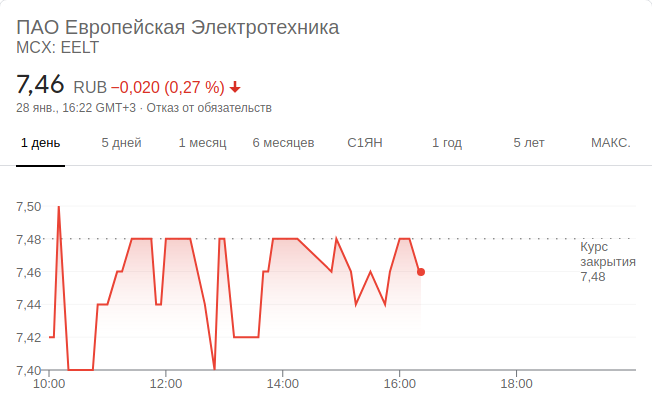 ПАО Европейская Электротехника
MCX: EELT
7,46 RUB −0,020 (0,27 %)
28 янв., 16:22 GMT+3 · Отказ от обязательств
1 день 5 дней 1 месяц 6 месяцев С1ЯН 1 год 5 лет МАКС.
7,50
7,48
Курс
закрытия
7,48
7,46
7,44
7,42
7,40
10:00 12:00 14:00 16:00 18:00